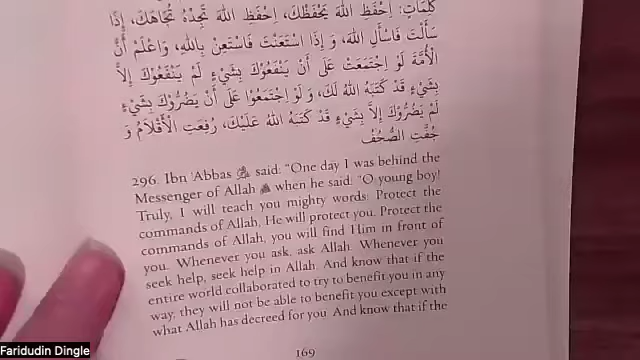 كَلِمَاتٍ: اِحْفَظِ اللهَ يَحْفَظْكَ، اِحْفَظِ اللهَ تَجِدْهُ تُجَاهَكَ، إِذَا
سَأَلْتَ فَاسْأَلِ اللهَ، وَ إِذَا اسْتَعَنْتَ فَاسْتَعِنْ بِاللهِ، وَاعْلَمْ أَنَّ
الْأُمَّةَ لَوِ اجْتَمَعَتْ عَلَى أَنْ يَنْفَعُوْكَ بِشَيْءٍ لَمْ يَنْفَعُوْكَ إِلاَّ
بِشَيْءٍ قَدْ كَتَبَهُ اللهُ لَكَ، وَ لَوِ اجْتَمَعُوْا عَلَى أَنْ يَضُرُّوْكَ بِشَيْءٍ
لَمْ يَضُرُّوْكَ إِلاَّ بِشَيْءٍ قَدْ كَتَبَهُ اللهُ عَلَيْكَ، رُفِعَتِ الْأَقْلَامُ وَ
جُفَّتِ الصُّحُفُ
296. Ibn 'Abbas ؓ said: "One day I was behind the
Messenger of Allah ﷺ when he said: "O young boy!
Truly, I will teach you mighty words: Protect the
commands of Allah, He will protect you. Protect the
commands of Allah, you will find Him in front of
you. Whenever you ask, ask Allah. Whenever you
seek help, seek help in Allah. And know that if the
entire world collaborated to try to benefit you in any
way, they will not be able to benefit you except with
what Allah has decreed for you. And know that if the
169
Faridudin Dingle